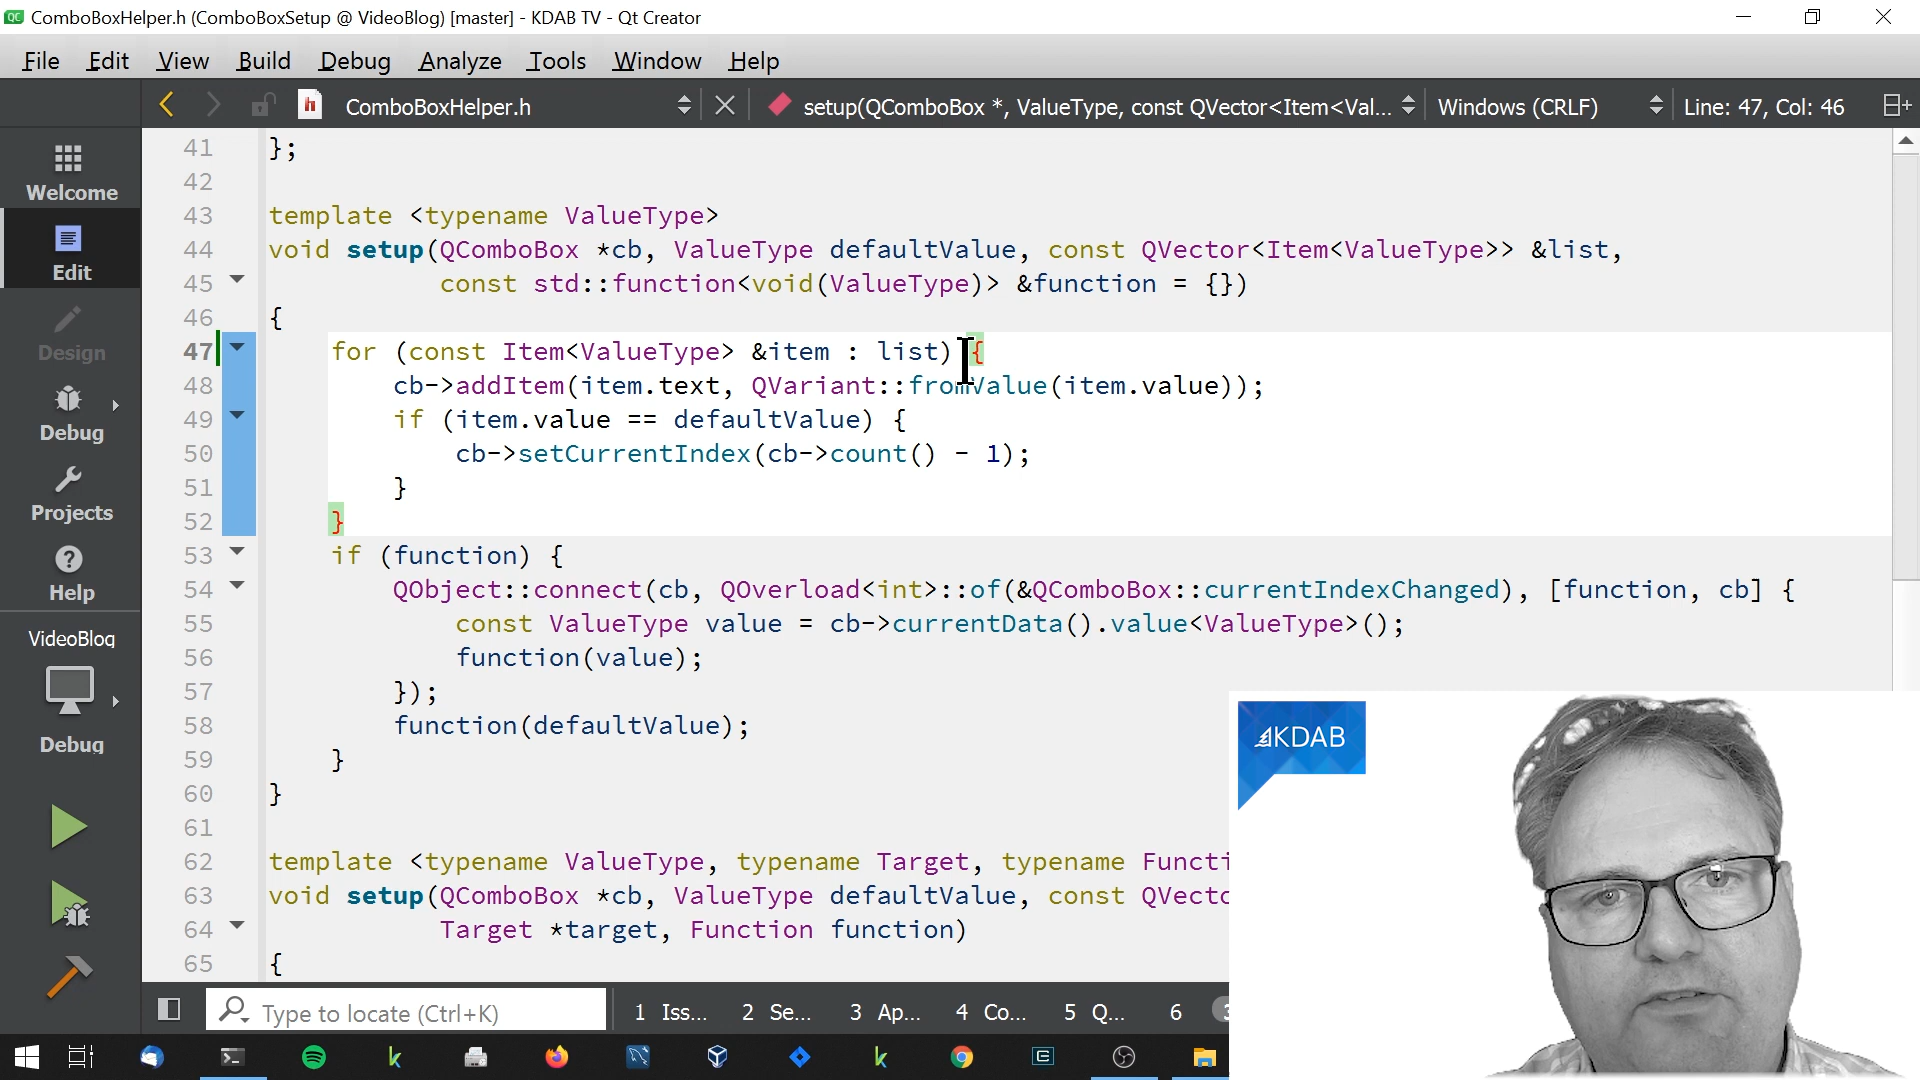 ComboBoxHelper.h (ComboBoxSetup @ VideoBlog) [master] - KDAB TV - Qt Creator
File Edit View Build Debug Analyze Tools Window Help
ComboBoxHelper.h setup(QComboBox *, ValueType, const QVector<Item<Val... Windows (CRLF) Line: 47, Col: 46
Welcome
Edit
Design
Debug
Projects
Help
VideoBlog
Debug
41 };
42
43 template <typename ValueType>
44 void setup(QComboBox *cb, ValueType defaultValue, const QVector<Item<ValueType>> &list,
45 const std::function<void(ValueType)> &function = {})
46 {
47 for (const Item<ValueType> &item : list) {
48 cb->addItem(item.text, QVariant::fromValue(item.value));
49 if (item.value == defaultValue) {
50 cb->setCurrentIndex(cb->count() - 1);
51 }
52 }
53 if (function) {
54 QObject::connect(cb, QOverload<int>::of(&QComboBox::currentIndexChanged), [function, cb] {
55 const ValueType value = cb->currentData().value<ValueType>();
56 function(value);
57 });
58 function(defaultValue);
59 }
60 }
61
62 template <typename ValueType, typename Target, typename Functi
63 void setup(QComboBox *cb, ValueType defaultValue, const QVecto
64 Target *target, Function function)
65 {
KDAB
Type to locate (Ctrl+K) 1 Iss... 2 Se... 3 Ap... 4 Co... 5 Q... 6 3